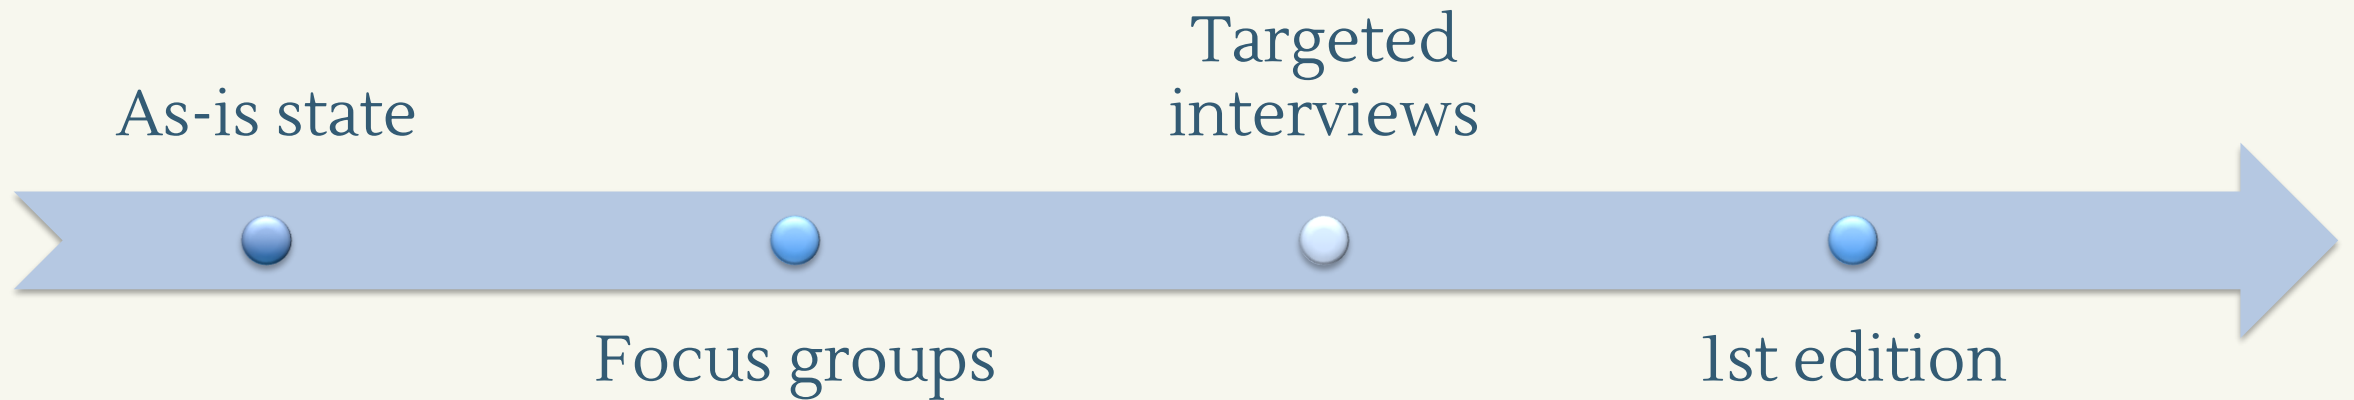 As-is state
Focus groups
Targeted
interviews
1st edition